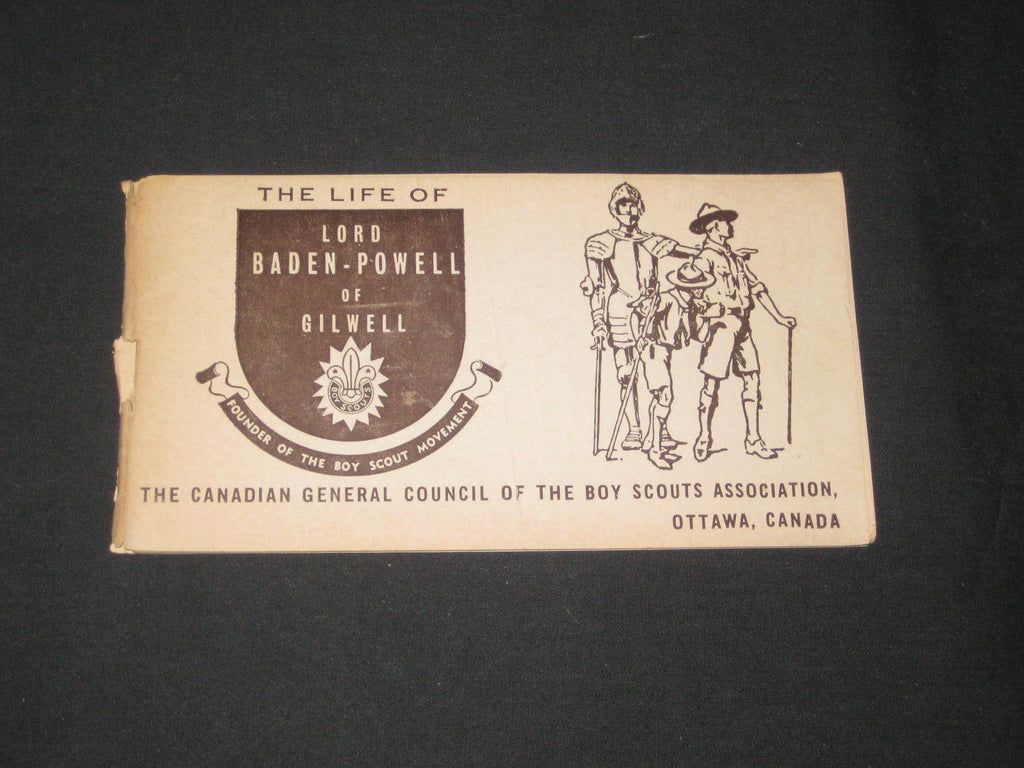 THE LIFE OF
LORD
BADEN-POWELL
OF
GILWELL
BOY SCOUTS
FOUNDER OF THE BOY SCOUT MOVEMENT
THE CANADIAN GENERAL COUNCIL OF THE BOY SCOUTS ASSOCIATION,
OTTAWA, CANADA